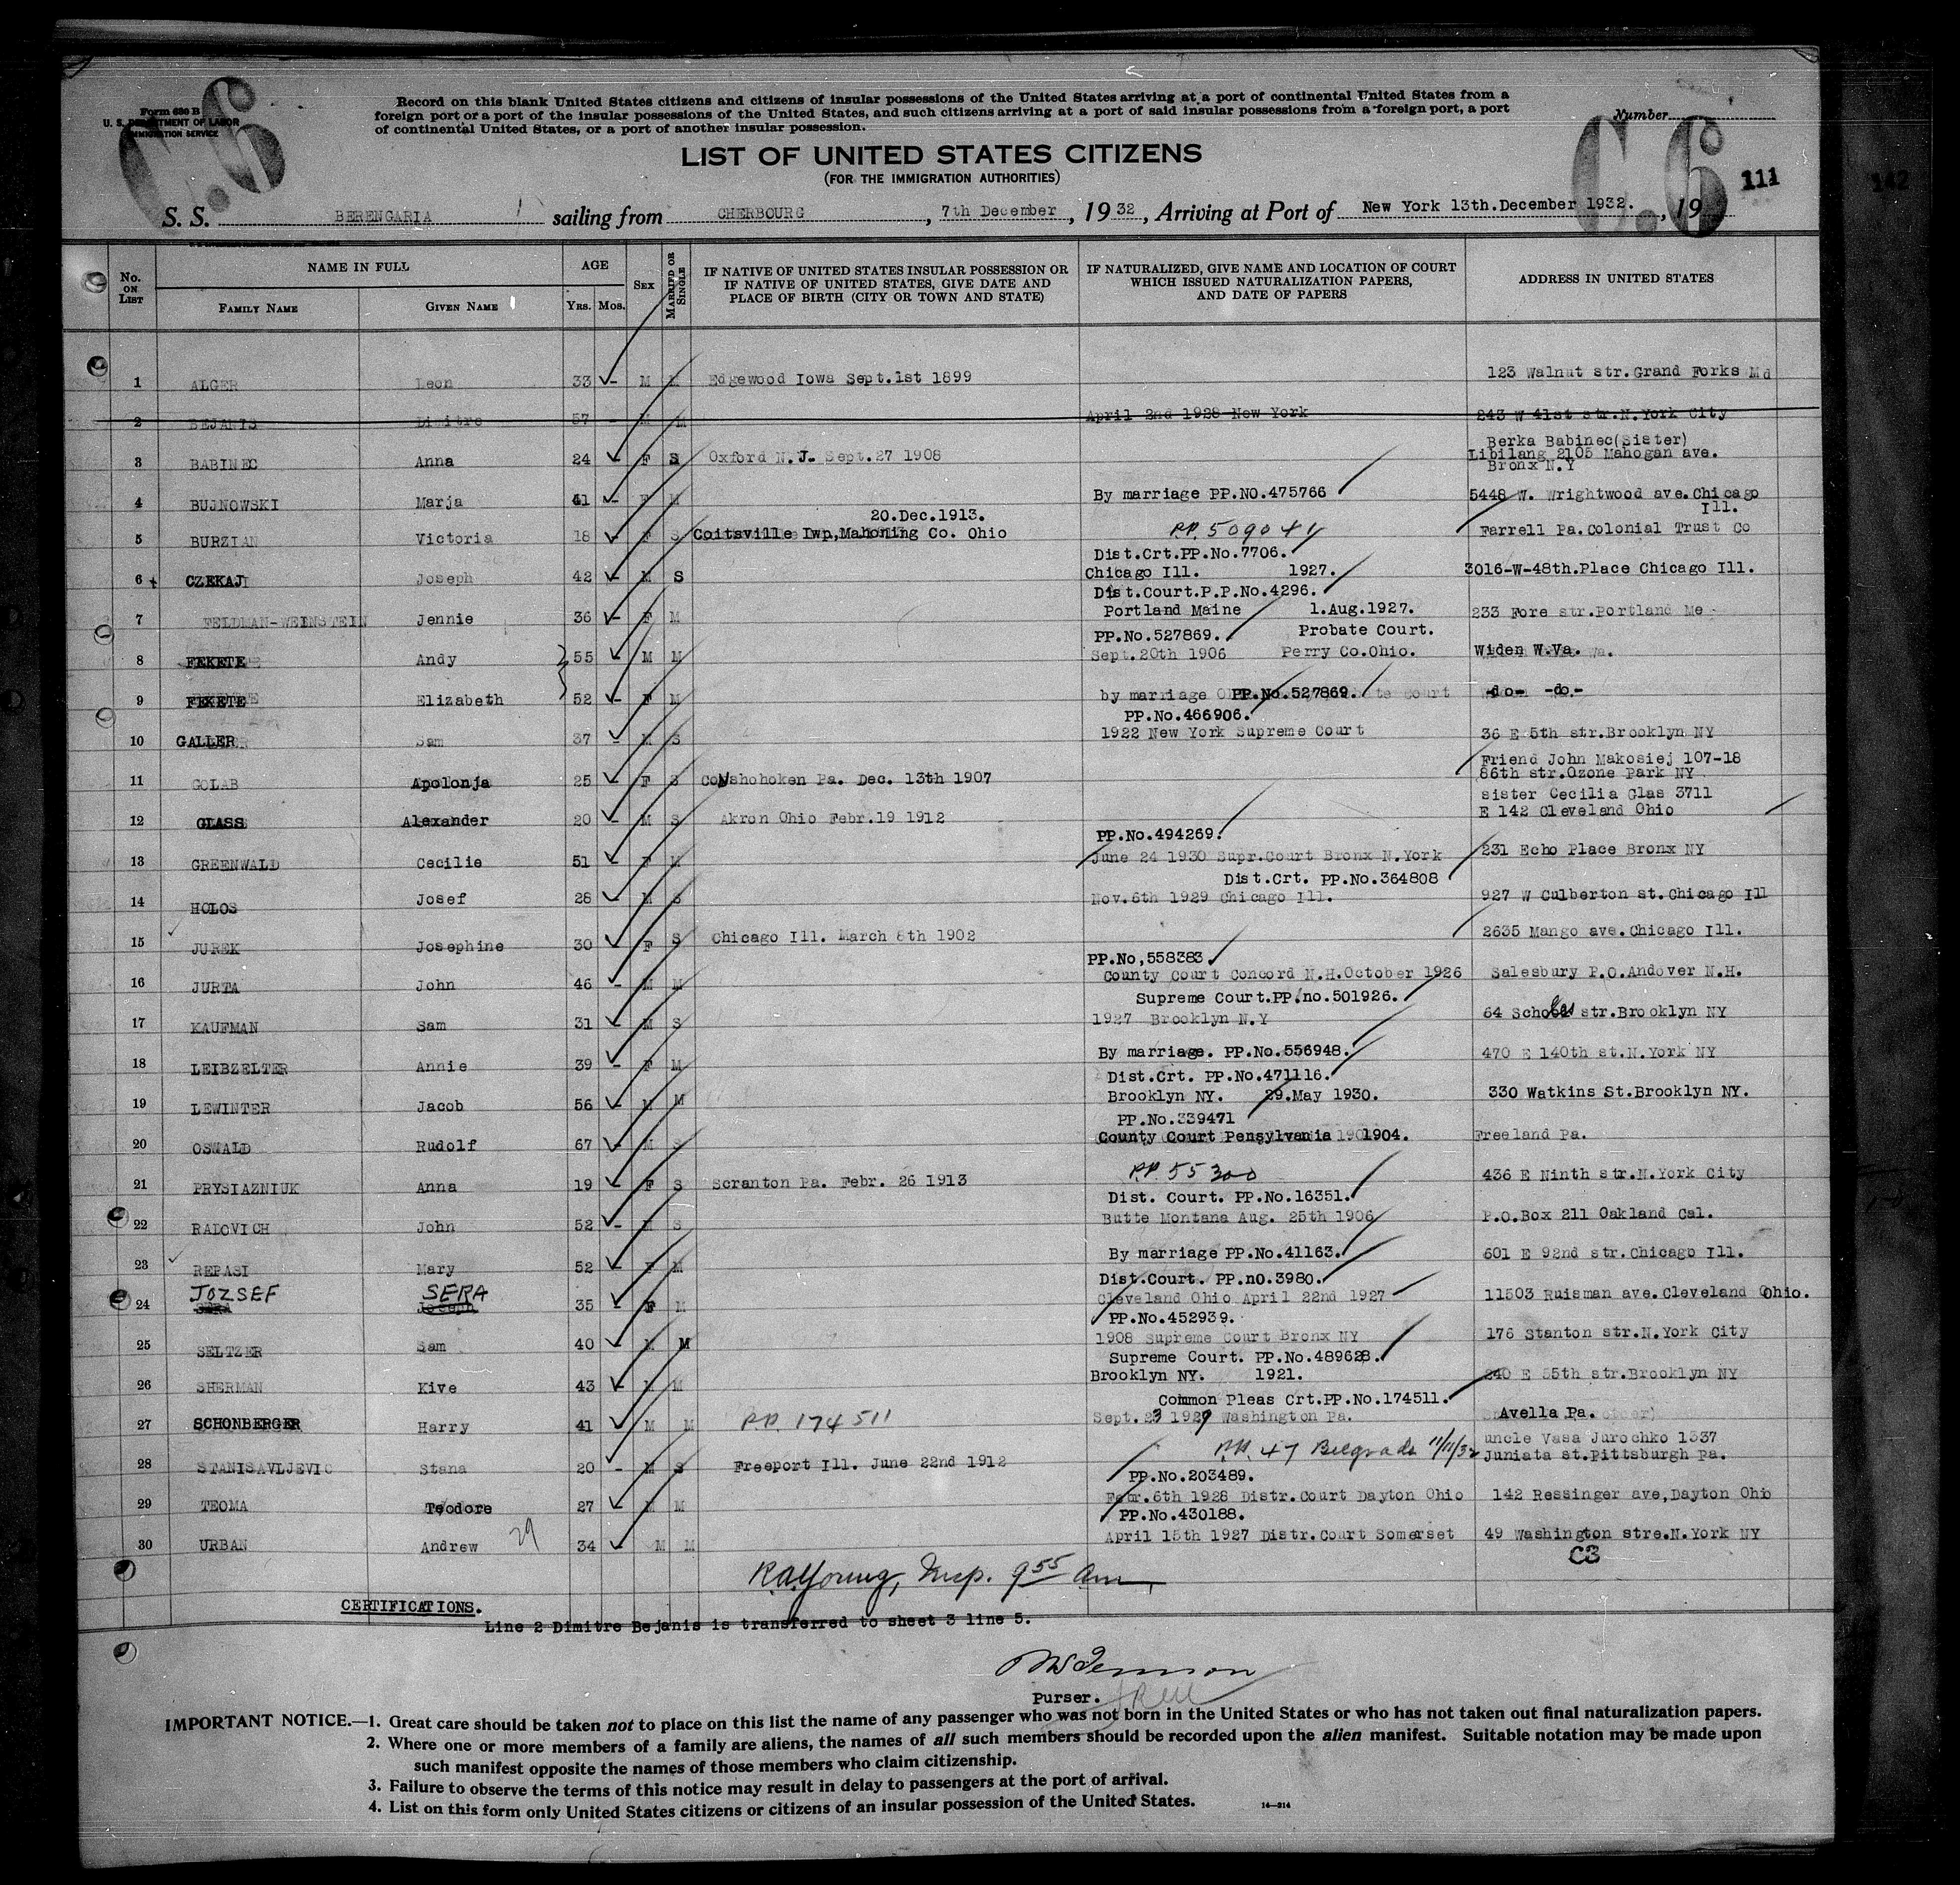 Form 630 B
U. S. DEPARTMENT OF LABOR
IMMIGRATION SERVICE
C.6
Record on this blank United States citizens and citizens of insular possessions of the United States arriving at a port of continental United States from a
foreign port or a port of the insular possessions of the United States, and such citizens arriving at a port of said insular possessions from a foreign port, a port
of continental United States, or a port of another insular possession.
Number
C.6
111
142
LIST OF UNITED STATES CITIZENS
(FOR THE IMMIGRATION AUTHORITIES)
S. S. BERENGARIA sailing from CHERBOURG, 7th December, 1932, Arriving at Port of New York 13th.December 1932., 19
No. ON LIST
NAME IN FULL
FAMILY NAME
GIVEN NAME
AGE
YRS. MOS.
SEX
MARRIED OR SINGLE
IF NATIVE OF UNITED STATES INSULAR POSSESSION OR
IF NATIVE OF UNITED STATES, GIVE DATE AND
PLACE OF BIRTH (CITY OR TOWN AND STATE)
IF NATURALIZED, GIVE NAME AND LOCATION OF COURT
WHICH ISSUED NATURALIZATION PAPERS,
AND DATE OF PAPERS
ADDRESS IN UNITED STATES
1 ALGER Leon 33 - M M Edgewood Iowa Sept.1st 1899 123 Walnut str.Grand Forks Md
2 BEJANIS Dimitre 57 - M M April 2nd 1928 New York 243 W 41st str.N.York City
Berka Babinec(Sister)
3 BABINEC Anna 24 - F S Oxford N.J. Sept.27 1908 Libilang 2105 Mahogan ave.
Bronx N.Y
4 BUJNOWSKI Marja 41 - F M By marriage PP.NO.475766 5448 W. Wrightwood ave.Chicago
Ill.
20.Dec.1913.
5 BURZIAN Victoria 18 - F S Coitsville Twp,Mahoning Co. Ohio P.P. 509044 Farrell Pa.Colonial Trust Co
Dist.Crt.PP.No.7706.
6 CZEKAJ Joseph 42 - M S Chicago Ill. 1927. 3016-W-48th.Place Chicago Ill.
Dist.Court.P.P.No.4296.
7 FELDMAN-WEINSTEIN Jennie 36 - F M Portland Maine 1.Aug.1927. 233 Fore str.Portland Me
PP.No.527869. Probate Court.
8 FEKETE Andy 55 - M M Sept.20th 1906 Perry Co.Ohio. Widen W.Va.
9 FEKETE Elizabeth 52 - F M by marriage PP.No.527869. -do- -do.-
PP.No.466906.
10 GALLER Sam 37 - M S 1922 New York Supreme Court 36 E 5th str.Brooklyn NY
Friend John Makosiej 107-18
11 GOLAB Apolonja 25 - F S Conshohoken Pa. Dec. 13th 1907 86th str.Ozone Park NY
sister Cecilia Glas 3711
12 GLASS Alexander 20 - M S Akron Ohio Febr.19 1912 E 142 Cleveland Ohio
PP.No.494269.
13 GREENWALD Cecilie 51 - F M June 24 1930 Supr.Court Bronx N.York 231 Echo Place Bronx NY
Dist.Crt. PP.No.364808
14 HOLOS Josef 28 - M S Nov.6th 1929 Chicago Ill. 927 W Culberton st.Chicago Ill
15 JUREK Josephine 30 - F S Chicago Ill. March 8th 1902 2635 Mango ave.Chicago Ill.
PP.No,558383.
16 JURTA John 46 - M M County Court Concord N.H.October 1926 Salesbury P.O.Andover N.H.
Supreme Court.PP.no.501926.
17 KAUFMAN Sam 31 - M S 1927 Brooklyn N.Y 64 Scholes str.Brooklyn NY
18 LEIBZELTER Annie 39 - F M By marriage. PP.No.556948. 470 E 140th st.N.York NY
Dist.Crt. PP.No.471116.
19 LEWINTER Jacob 56 - M M Brooklyn NY. 29.May 1930. 330 Watkins St.Brooklyn NY.
PP.No.339471
20 OSWALD Rudolf 67 - M S County Court Pensylvania 1904. Freeland Pa.
21 PRYSIAZNIUK Anna 19 - F S Scranton Pa. Febr. 26 1913 P.P. 55300 436 E Ninth str.N.York City
Dist. Court. PP.No.16351.
22 RADOVICH John 52 - M S Butte Montana Aug. 25th 1906 P.O.Box 211 Oakland Cal.
23 REPASI Mary 52 - F M By marriage PP.No.41163. 601 E 92nd str.Chicago Ill.
JOZSEF SERA Dist.Court. PP.nO.3980.
24 SERA Joseph 35 - F M Cleveland Ohio April 22nd 1927 11503 Ruisman ave.Cleveland Ohio.
PP.No.452939.
25 SELTZER Sam 40 - M M 1908 Supreme Court Bronx NY 176 Stanton str.N.York City
Supreme Court. PP.No.489628.
26 SHERMAN Kive 43 - M M Brooklyn NY. 1921. 240 E 55th str.Brooklyn NY
Common Pleas Crt.PP.No.174511.
27 SCHONBERGER Harry 41 - M M P.P. 174511 Sept.23 1929 Washington Pa. Avella Pa.
P.P. 47 Belgrade 11/11/32 uncle Vasa Jurochko 1337
28 STANISAVLJEVIC Stana 20 - M S Freeport Ill. June 22nd 1912 Juniata st.Pittsburgh Pa.
PP.No.203489.
29 TEOMA Teodore 27 - M M Febr.6th 1928 Distr.Court Dayton Ohio 142 Ressinger ave,Dayton Ohio
PP.No.430188.
30 URBAN Andrew 29 34 - M M April 15th 1927 Distr.Court Somerset 49 Washington stre.N.York NY
C3
R.A.Young, Insp. 9 55 am
CERTIFICATIONS.
Line 2 Dimitre Bejanis is transferred to sheet 3 line 5.
Purser.
IMPORTANT NOTICE.—1. Great care should be taken not to place on this list the name of any passenger who was not born in the United States or who has not taken out final naturalization papers.
2. Where one or more members of a family are aliens, the names of all such members should be recorded upon the alien manifest. Suitable notation may be made upon
such manifest opposite the names of those members who claim citizenship.
3. Failure to observe the terms of this notice may result in delay to passengers at the port of arrival.
4. List on this form only United States citizens or citizens of an insular possession of the United States.
14—214